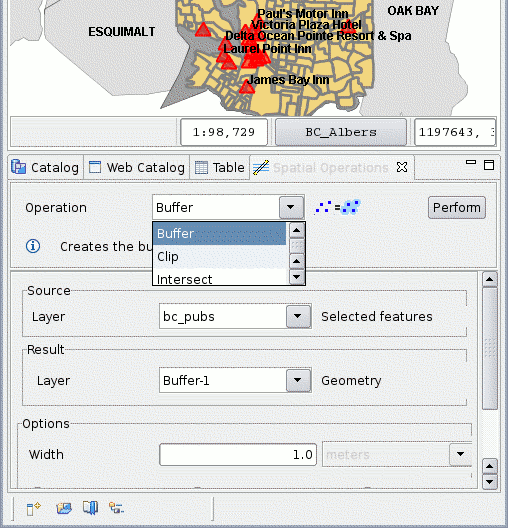 Paul's Motor Inn
OAK BAY
Victoria Plaza Hotel
ESQUIMALT
Delta Ocean Pointe Resort & Spa
Laurel Point Inn
James Bay Inn
1:98,729
BC_Albers
1197643,
Catalog
Web Catalog
Table
Spatial Operations
Operation
Buffer
Perform
Buffer
Creates the bu
Clip
Intersect
Source
Layer
bc_pubs
Selected features
Result
Layer
Buffer-1
Geometry
Options
Width
1.0
meters